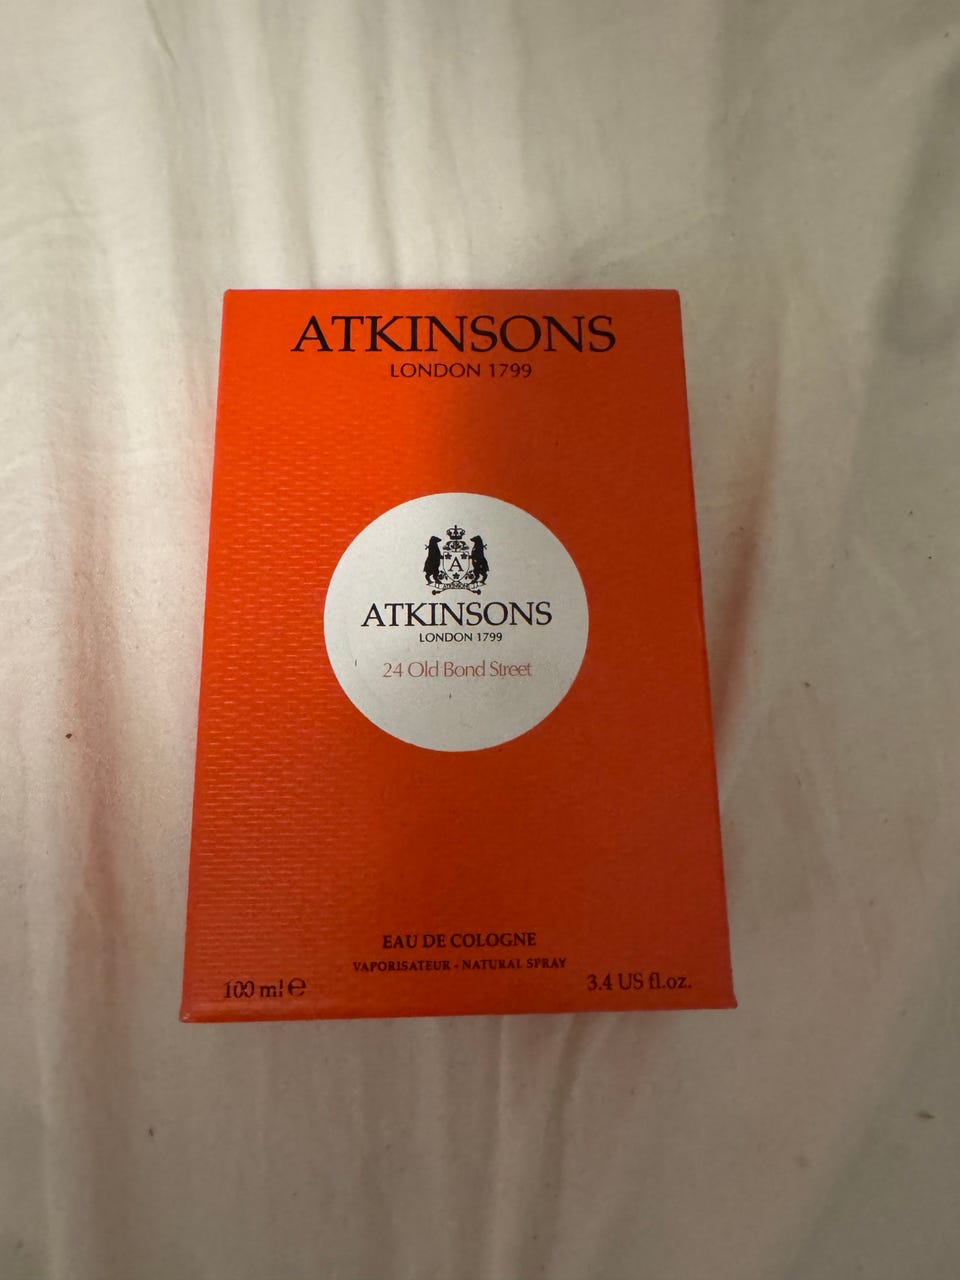 ATKINSONS
LONDON 1799
A
ATKINSONS
LONDON 1799
24 Old Bond Street
EAU DE COLOGNE
VAPORISATEUR - NATURAL SPRAY
100 ml ℮
3.4 US fl.oz.